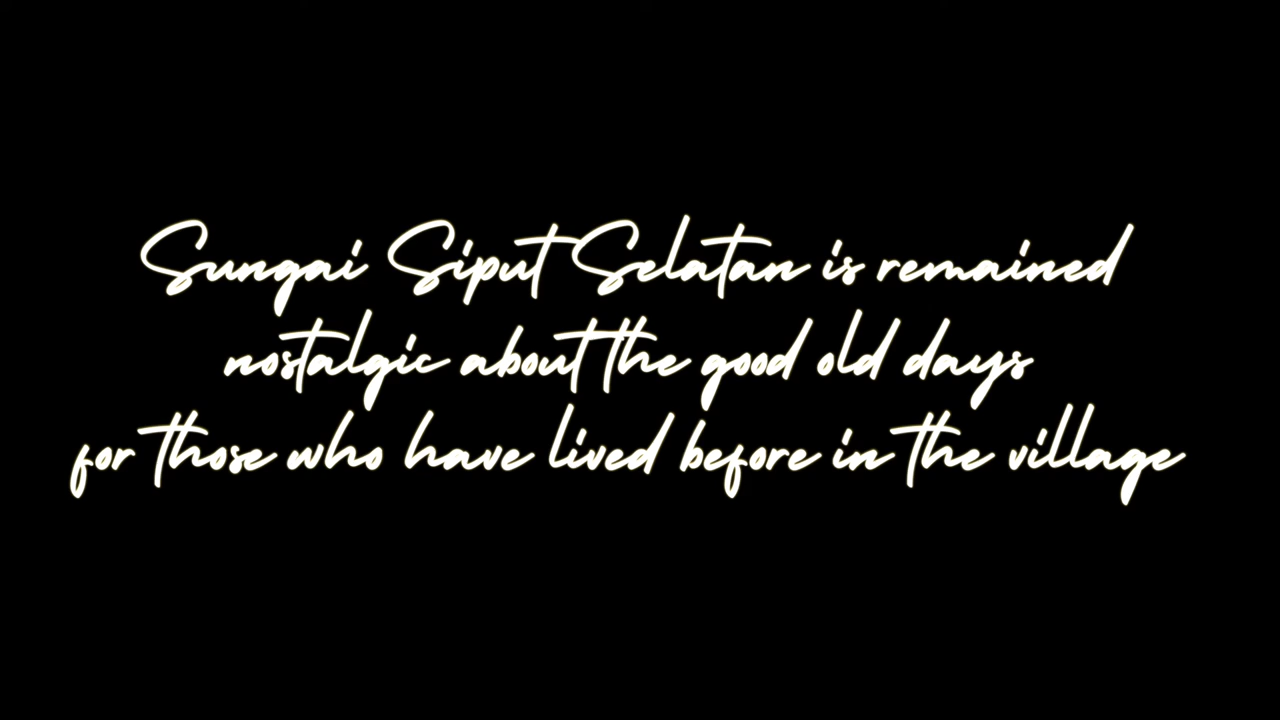 Sungai Siput Selatan is remained
nostalgic about the good old days
for those who have lived before in the village